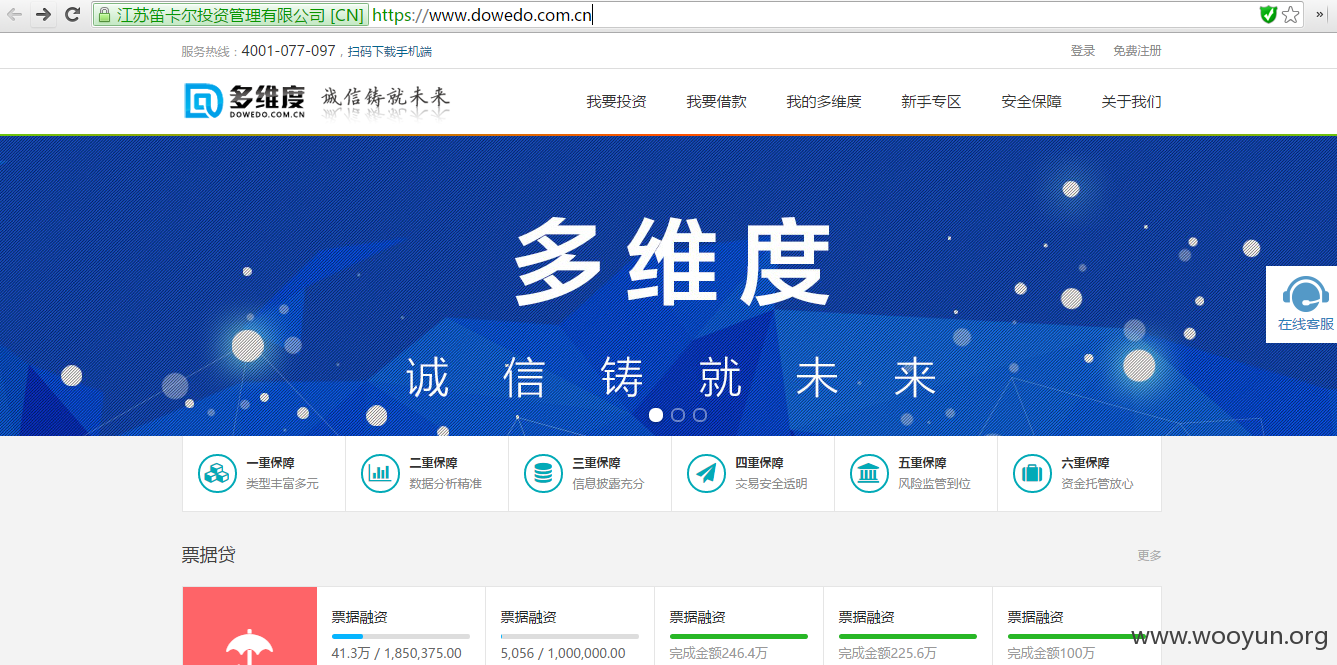 江苏笛卡尔投资管理有限公司 [CN] https://www.dowedo.com.cn »
服务热线：4001-077-097，扫码下载手机端 登录 免费注册
多维度 诚信铸就未来 我要投资 我要借款 我的多维度 新手专区 安全保障 关于我们
DOWEDO.COM.CN
多维度
在线客服
诚信铸就未来
一重保障 二重保障 三重保障 四重保障 五重保障 六重保障
类型丰富多元 数据分析精准 信息披露充分 交易安全透明 风险监管到位 资金托管放心
票据贷 更多
票据融资 票据融资 票据融资 票据融资 票据融资
www.wooyun.org
41.3万 / 1,850,375.00 5,056 / 1,000,000.00 完成金额246.4万 完成金额225.6万 完成金额100万